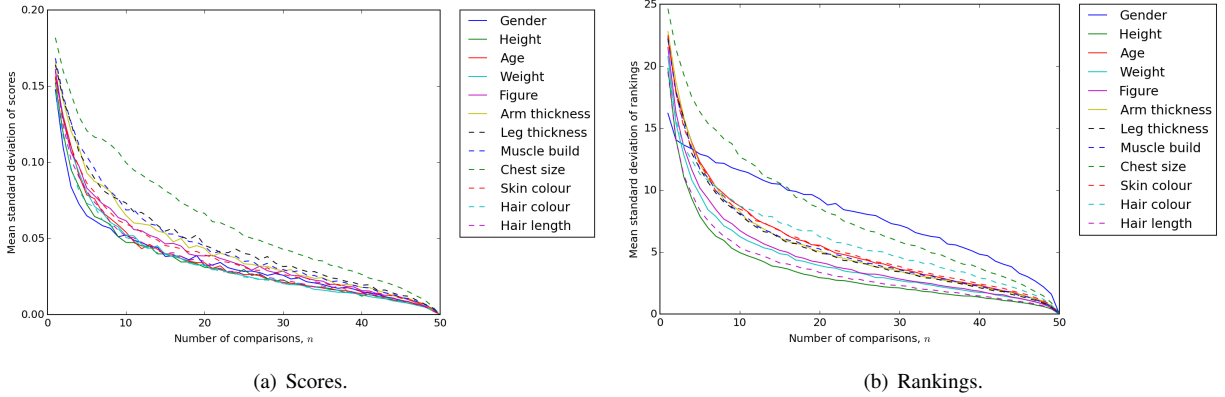 0.20
0.15
0.10
0.05
0.00
0
10
20
30
40
50
Mean standard deviation of scores
Number of comparisons, n
Gender
Height
Age
Weight
Figure
Arm thickness
Leg thickness
Muscle build
Chest size
Skin colour
Hair colour
Hair length
(a) Scores.
25
20
15
10
5
0
0
10
20
30
40
50
Mean standard deviation of rankings
Number of comparisons, n
Gender
Height
Age
Weight
Figure
Arm thickness
Leg thickness
Muscle build
Chest size
Skin colour
Hair colour
Hair length
(b) Rankings.